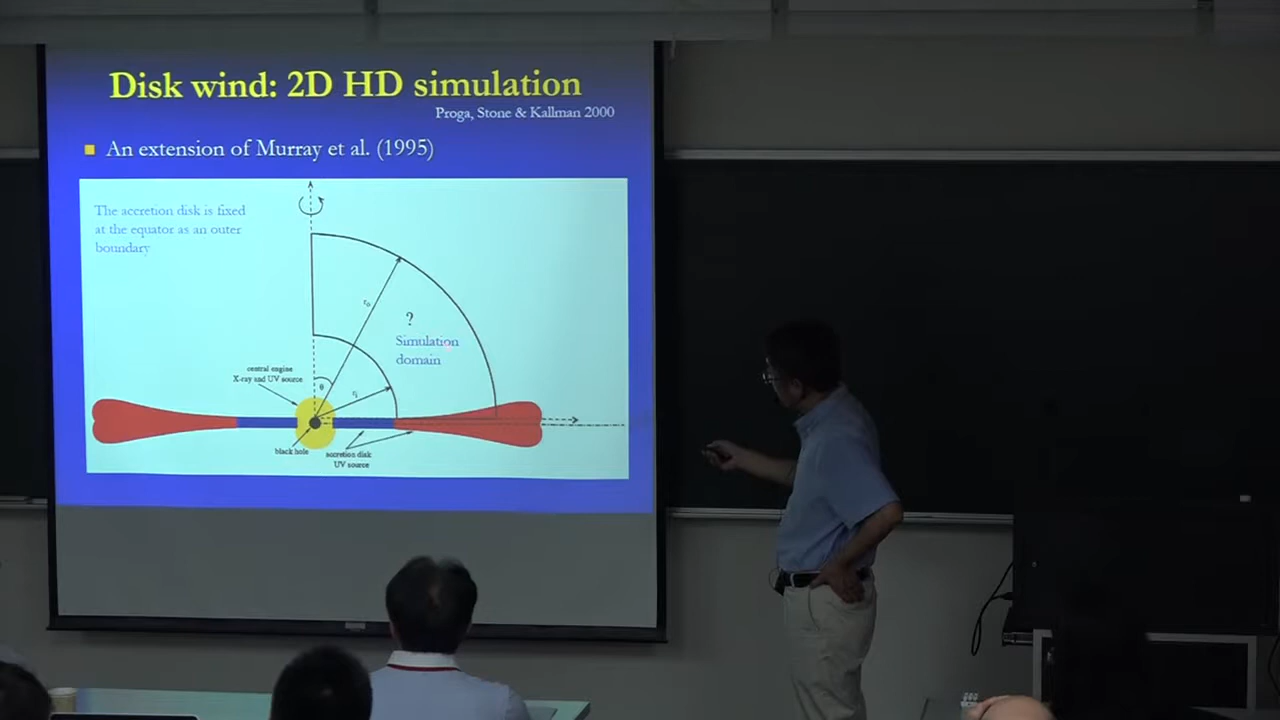 Disk wind: 2D HD simulation
Proga, Stone & Kallman 2000
An extension of Murray et al. (1995)
The accretion disk is fixed
at the equator as an outer
boundary
r₀
?
Simulation
domain
central engine
X-ray and UV source
θ
rᵢ
black hole
accretion disk
UV source